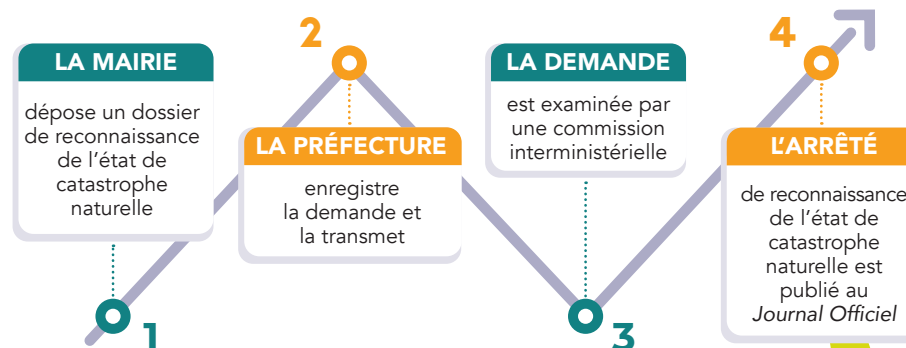 1
LA MAIRIE
dépose un dossier
de reconnaissance
de l'état de
catastrophe
naturelle
2
LA PRÉFECTURE
enregistre
la demande et
la transmet
3
LA DEMANDE
est examinée par
une commission
interministérielle
4
L'ARRÊTÉ
de reconnaissance
de l'état de
catastrophe
naturelle est
publié au
Journal Officiel